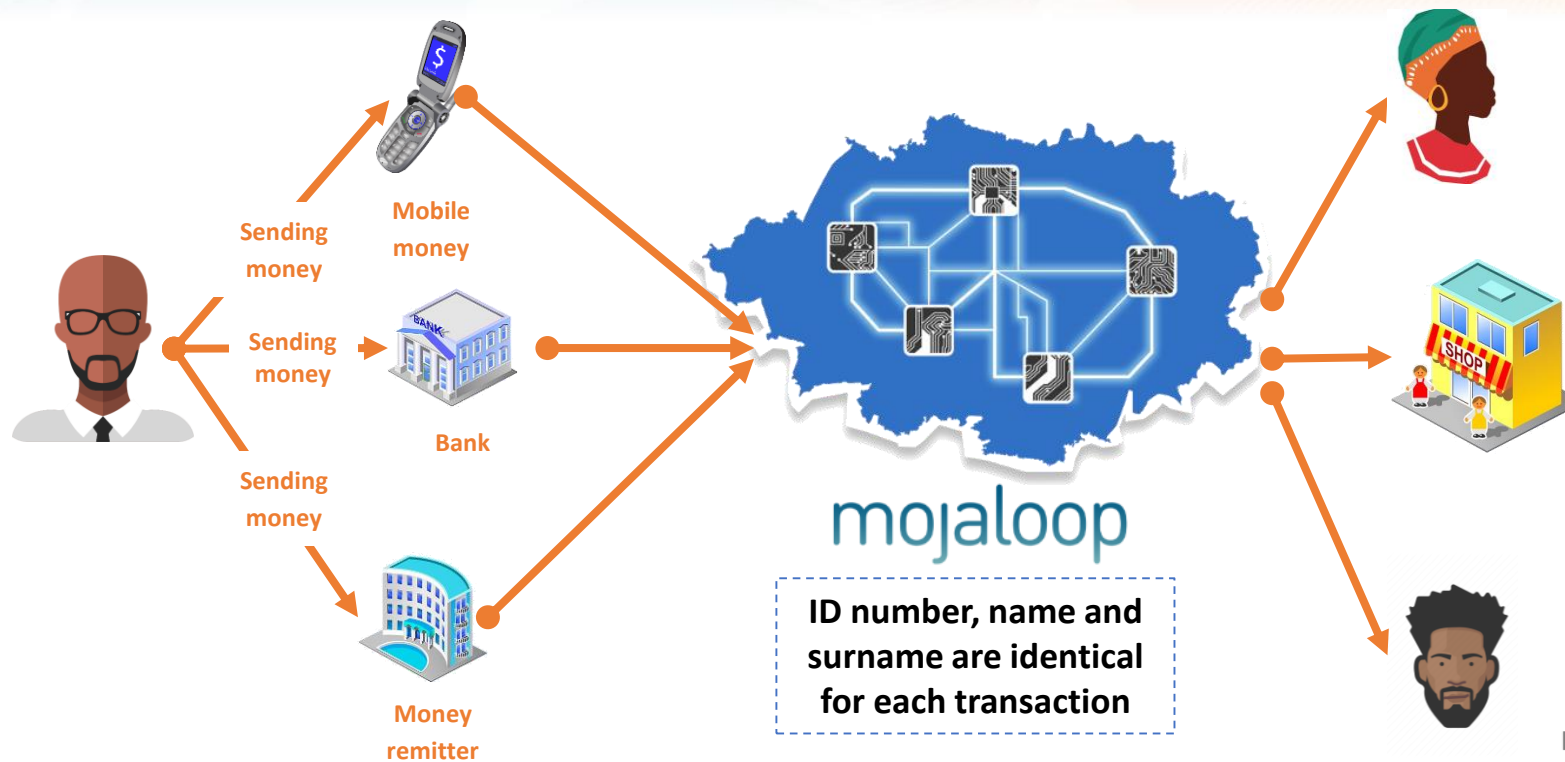 $
Mobile
money
Sending
money
BANK
Sending
money
Bank
Sending
money
Money
remitter
mojaloop
ID number, name and
surname are identical
for each transaction
SHOP